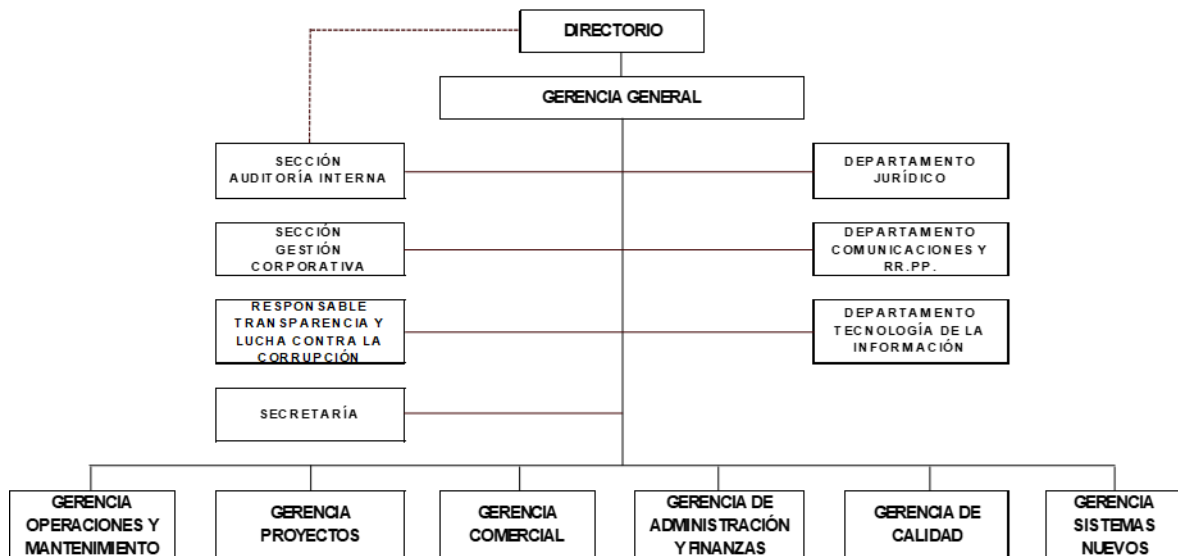 DIRECTORIO
GERENCIA GENERAL
SECCIÓN
AUDITORÍA INTERNA
DEPARTAMENTO
JURÍDICO
SECCIÓN
GESTIÓN
CORPORATIVA
DEPARTAMENTO
COMUNICACIONES Y
RR.PP.
RESPONSABLE
TRANSPARENCIA Y
LUCHA CONTRA LA
CORRUPCIÓN
DEPARTAMENTO
TECNOLOGÍA DE LA
INFORMACIÓN
SECRETARÍA
GERENCIA
OPERACIONES Y
MANTENIMIENTO
GERENCIA
PROYECTOS
GERENCIA
COMERCIAL
GERENCIA DE
ADMINISTRACIÓN
Y FINANZAS
GERENCIA DE
CALIDAD
GERENCIA
SISTEMAS
NUEVOS